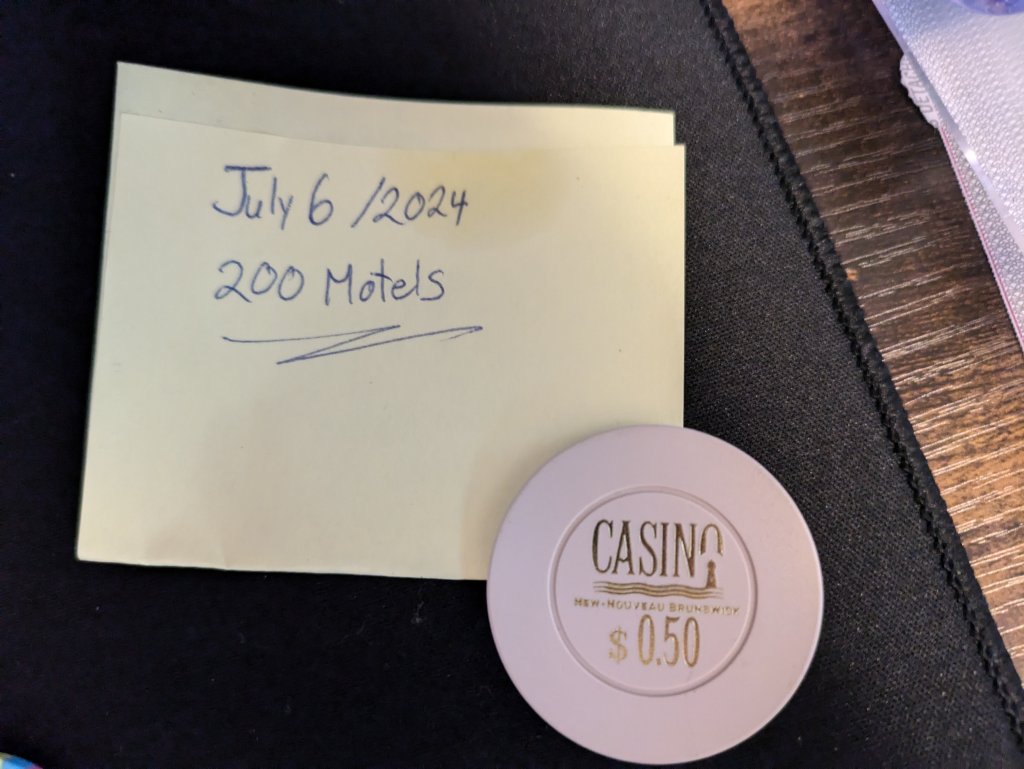 July 6 /2024
200 Motels
CASINO
NEW-NOUVEAU BRUNSWICK
$ 0.50